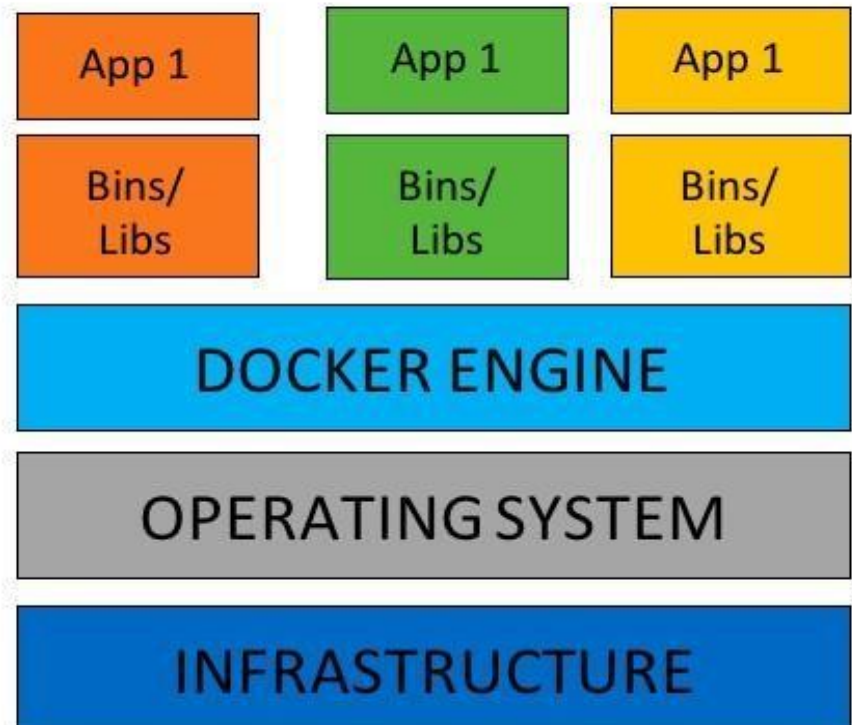 App 1 App 1 App 1
Bins/ Bins/ Bins/
Libs Libs Libs
DOCKER ENGINE
OPERATING SYSTEM
INFRASTRUCTURE